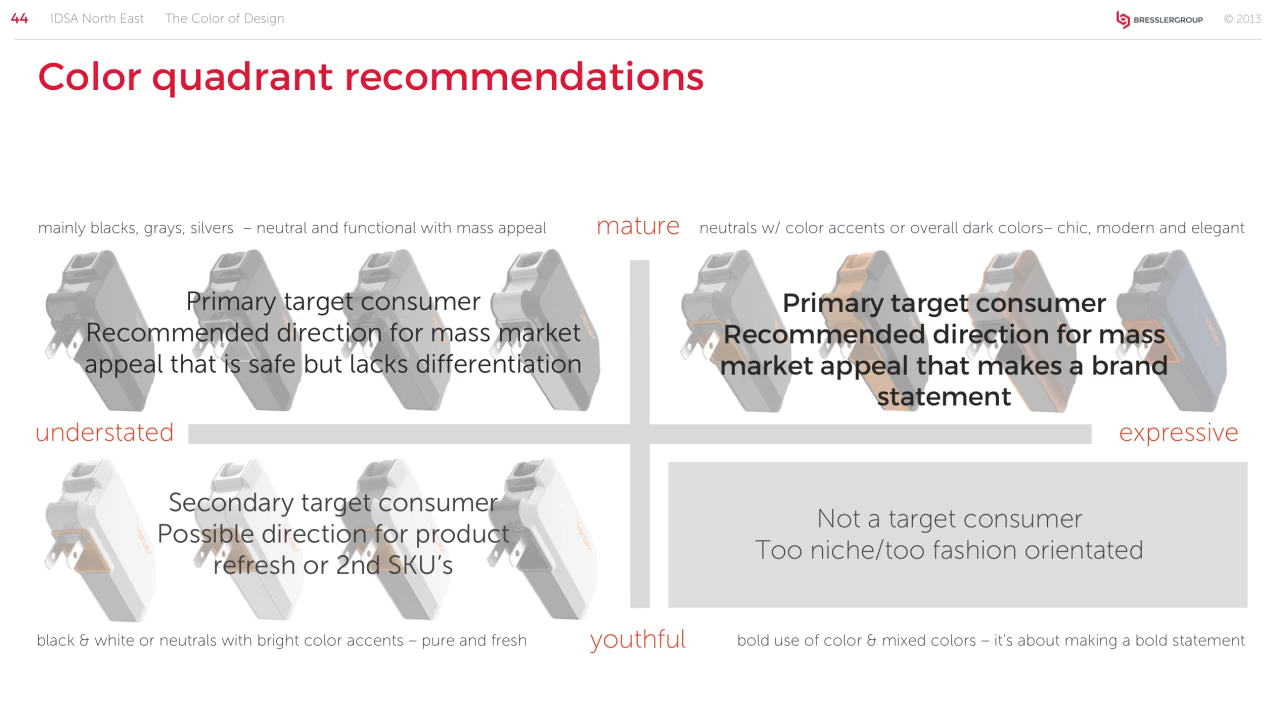 44 IDSA North East The Color of Design BRESSLERGROUP © 2013
Color quadrant recommendations
mainly blacks, grays, silvers – neutral and functional with mass appeal
mature
neutrals w/ color accents or overall dark colors– chic, modern and elegant
Primary target consumer
Recommended direction for mass market
appeal that is safe but lacks differentiation
Primary target consumer
Recommended direction for mass
market appeal that makes a brand
statement
understated
expressive
Secondary target consumer
Possible direction for product
refresh or 2nd SKU's
Not a target consumer
Too niche/too fashion orientated
black & white or neutrals with bright color accents – pure and fresh
youthful
bold use of color & mixed colors – it's about making a bold statement